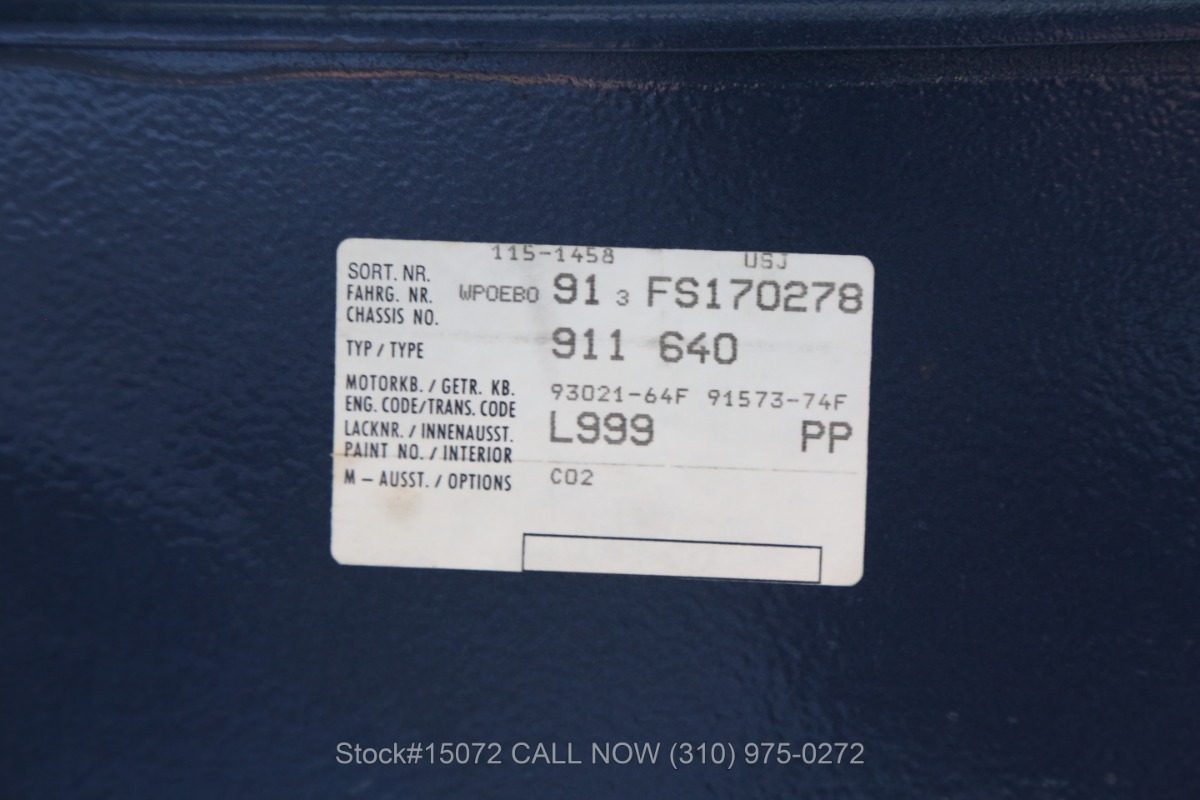 115-1458 USJ
SORT. NR.
FAHRG. NR. WPOEBO 91 3 FS170278
CHASSIS NO.
TYP / TYPE 911 640
MOTORKB. / GETR. KB. 93021-64F 91573-74F
ENG. CODE/TRANS. CODE
LACKNR. / INNENAUSST. L999 PP
PAINT NO. / INTERIOR
M – AUSST. / OPTIONS C02
Stock#15072 CALL NOW (310) 975-0272